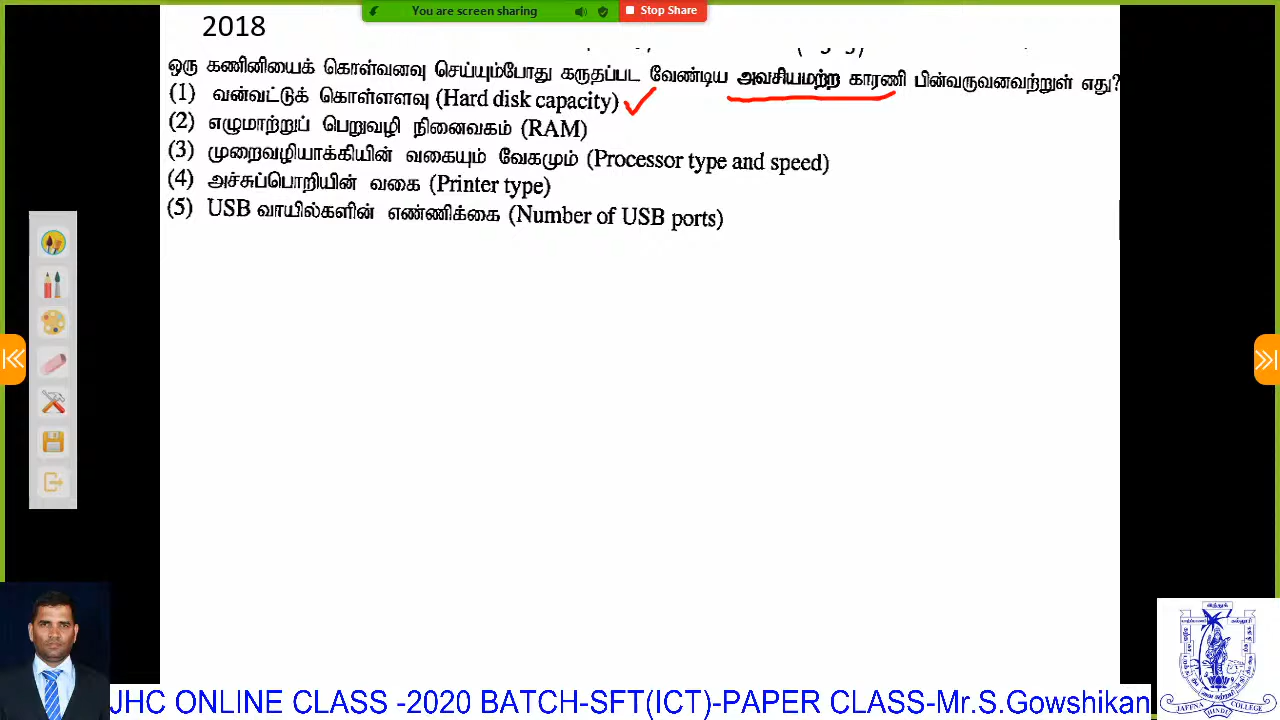 You are screen sharing
Stop Share
2018
ஒரு கணினியைக் கொள்வனவு செய்யும்போது கருதப்பட வேண்டிய அவசியமற்ற காரணி பின்வருவனவற்றுள் எது?
(1) வன்வட்டுக் கொள்ளளவு (Hard disk capacity)
(2) எழுமாற்றுப் பெறுவழி நினைவகம் (RAM)
(3) முறைவழியாக்கியின் வகையும் வேகமும் (Processor type and speed)
(4) அச்சுப்பொறியின் வகை (Printer type)
(5) USB வாயில்களின் எண்ணிக்கை (Number of USB ports)
JHC ONLINE CLASS -2020 BATCH-SFT(ICT)-PAPER CLASS-Mr.S.Gowshikan